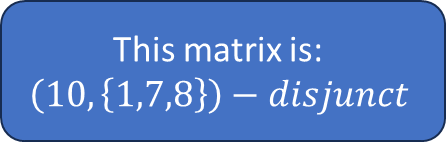 This matrix is:
(10,{1,7,8}) − disjunct